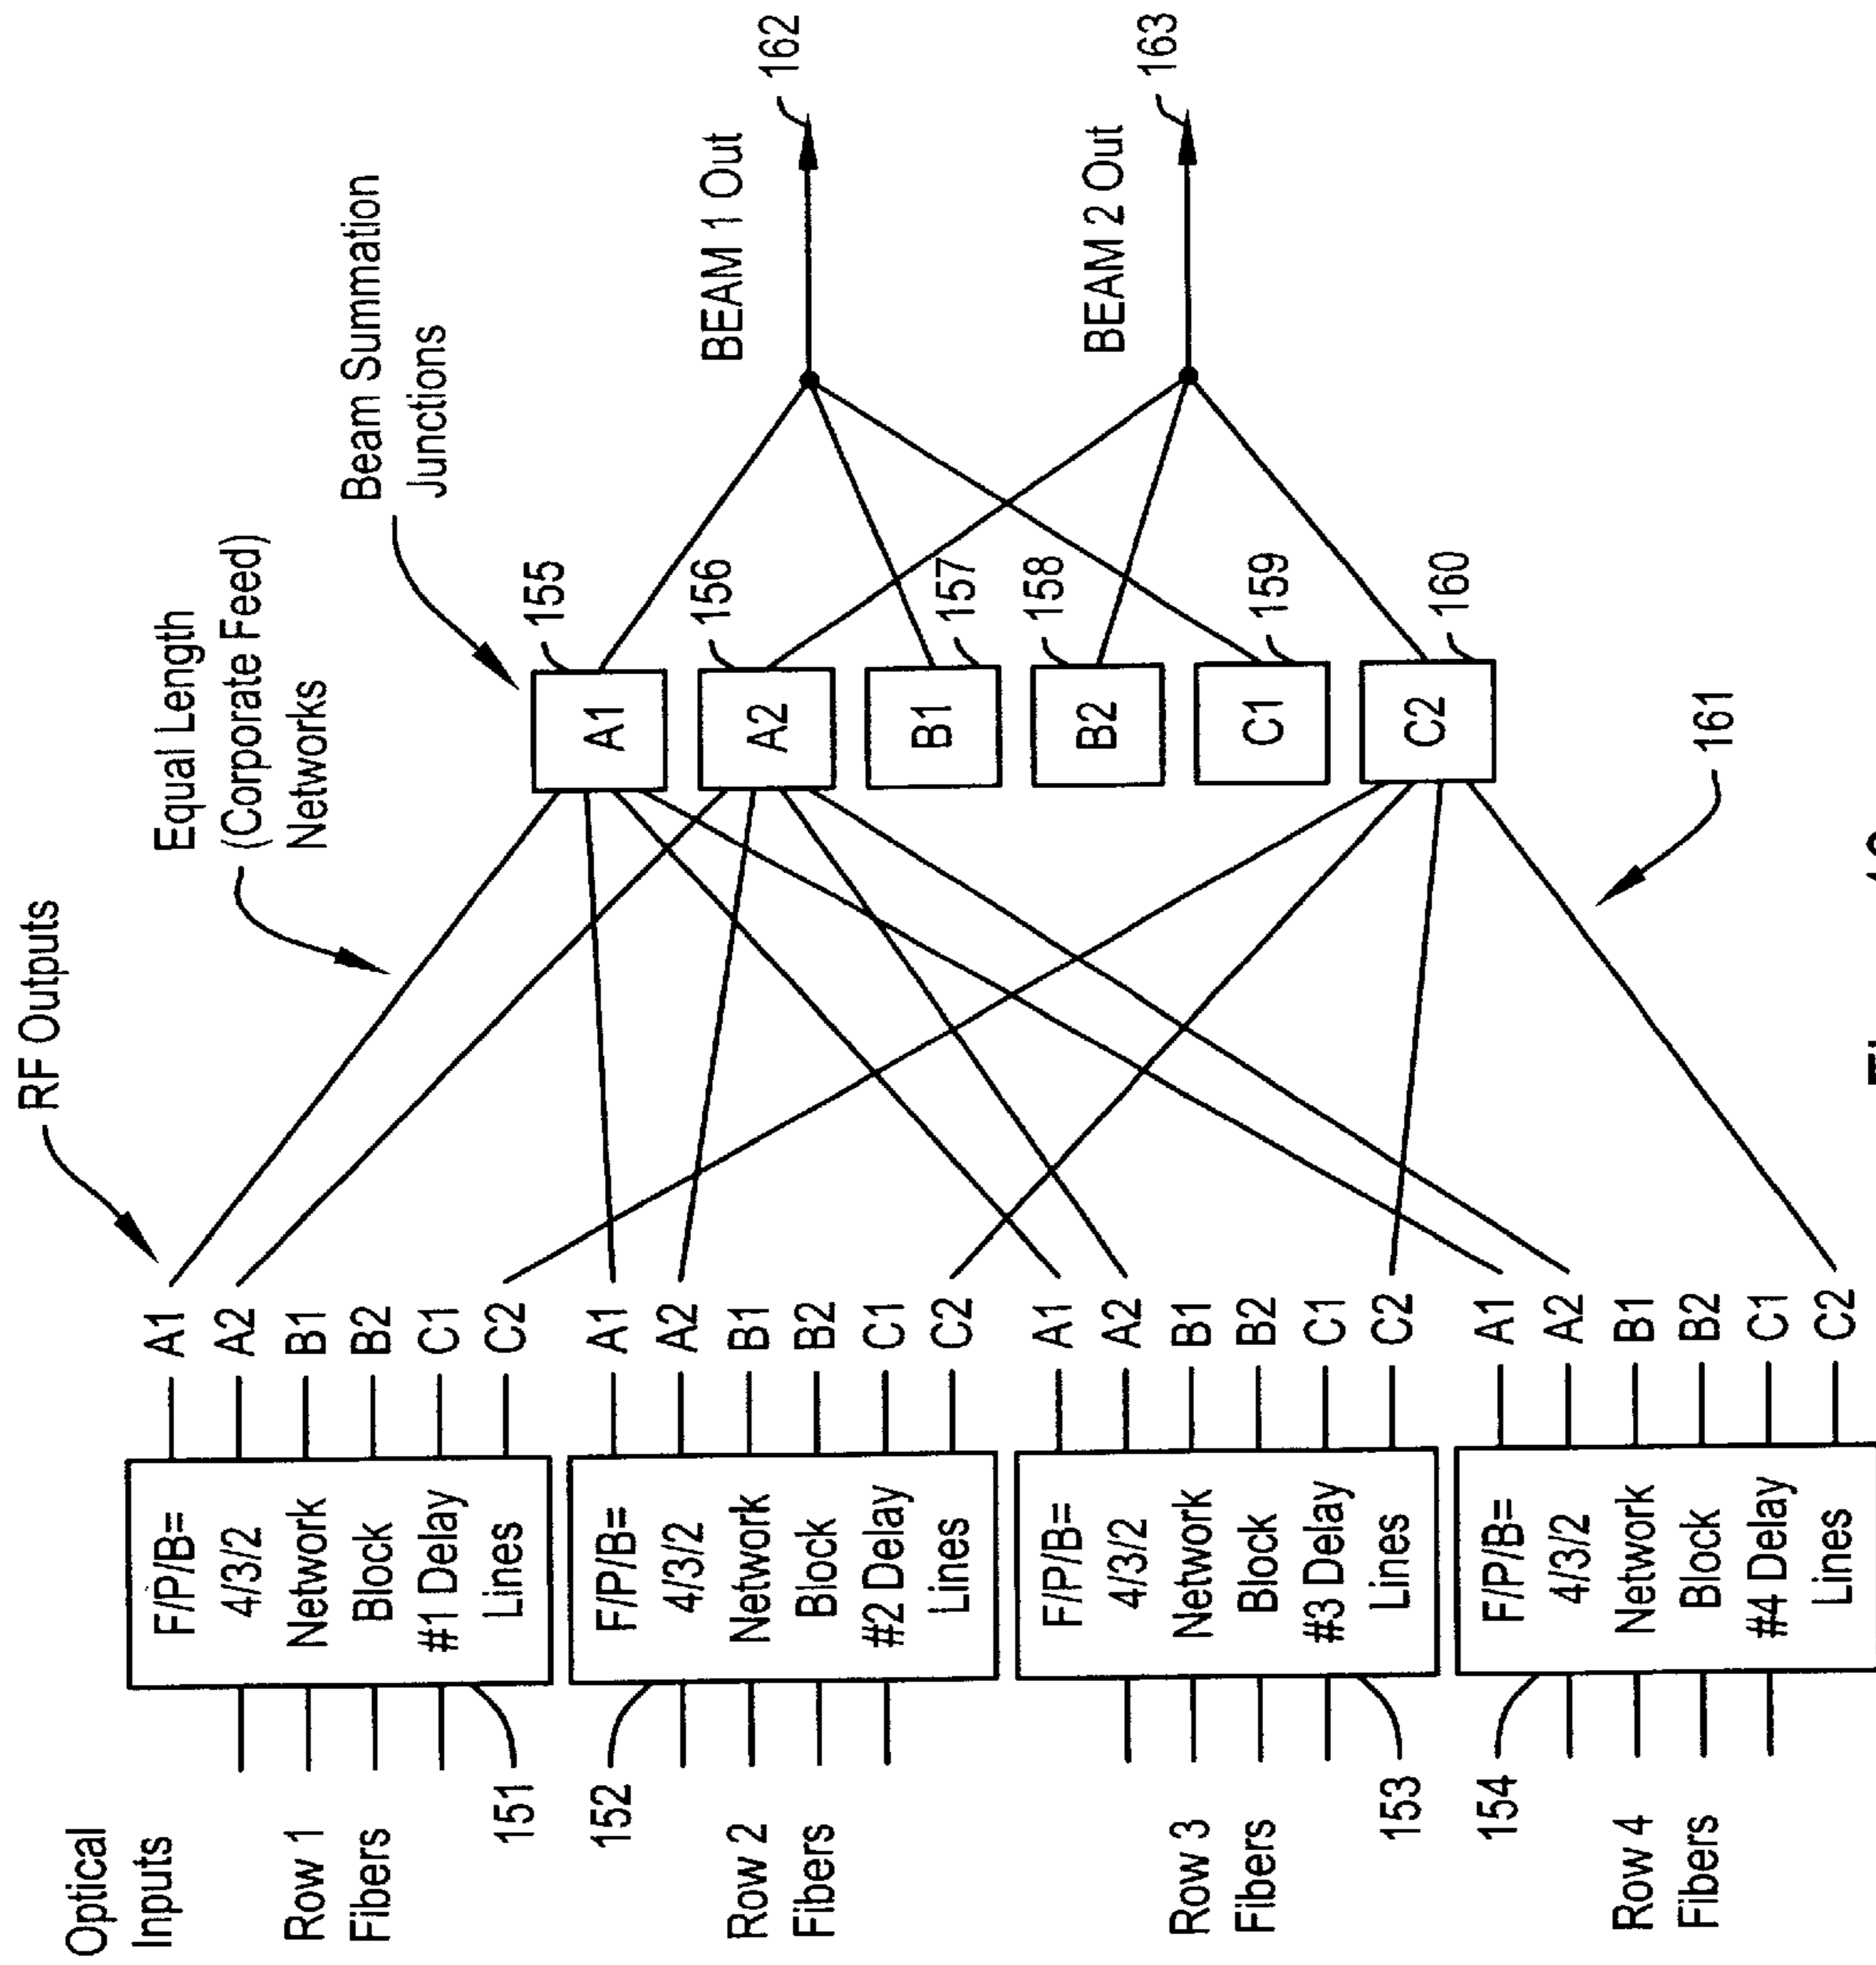 Optical
Inputs
Row 1
Fibers
151
152
Row 2
Fibers
Row 3
Fibers
153
154
Row 4
Fibers
F/P/B=
4/3/2
Network
Block
#1 Delay
Lines
F/P/B=
4/3/2
Network
Block
#2 Delay
Lines
F/P/B=
4/3/2
Network
Block
#3 Delay
Lines
F/P/B=
4/3/2
Network
Block
#4 Delay
Lines
RF Outputs
A1
A2
B1
B2
C1
C2
A1
A2
B1
B2
C1
C2
A1
A2
B1
B2
C1
C2
A1
A2
B1
B2
C1
C2
Equal Length
(Corporate Feed)
Networks
161
Beam Summation
Junctions
A1
155
A2
156
B1
157
B2
158
C1
159
C2
160
BEAM 1 Out
162
BEAM 2 Out
163